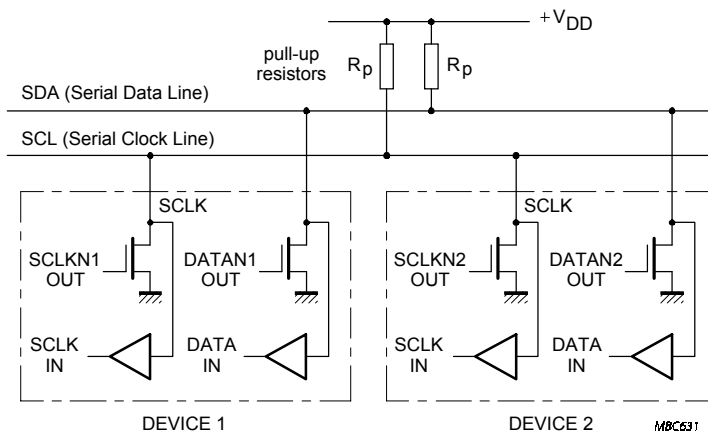 +VDD
pull-up
resistors
Rp
Rp
SDA (Serial Data Line)
SCL (Serial Clock Line)
SCLK
SCLK
SCLKN1
OUT
DATAN1
OUT
SCLKN2
OUT
DATAN2
OUT
SCLK
IN
DATA
IN
SCLK
IN
DATA
IN
DEVICE 1
DEVICE 2
MBC631